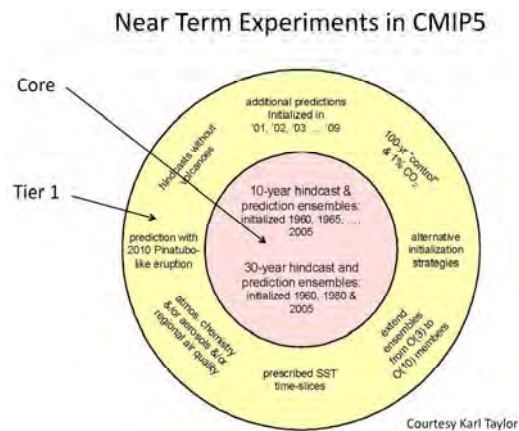 Near Term Experiments in CMIP5
Core
Tier 1
additional predictions
Initialized in
'01, '02, '03 ... '09
100-yr "control"
& 1% CO2
alternative
initialization
strategies
extend
ensembles
from O(3) to
O(10) members
prescribed SST
time-slices
atmos. chemistry
&/or aerosols &/or
regional air quality
prediction with
2010 Pinatubo-
like eruption
hindcasts without
volcanoes
10-year hindcast &
prediction ensembles:
initialized 1960, 1965, ....
2005
30-year hindcast and
prediction ensembles:
initialized 1960, 1980 &
2005
Courtesy Karl Taylor